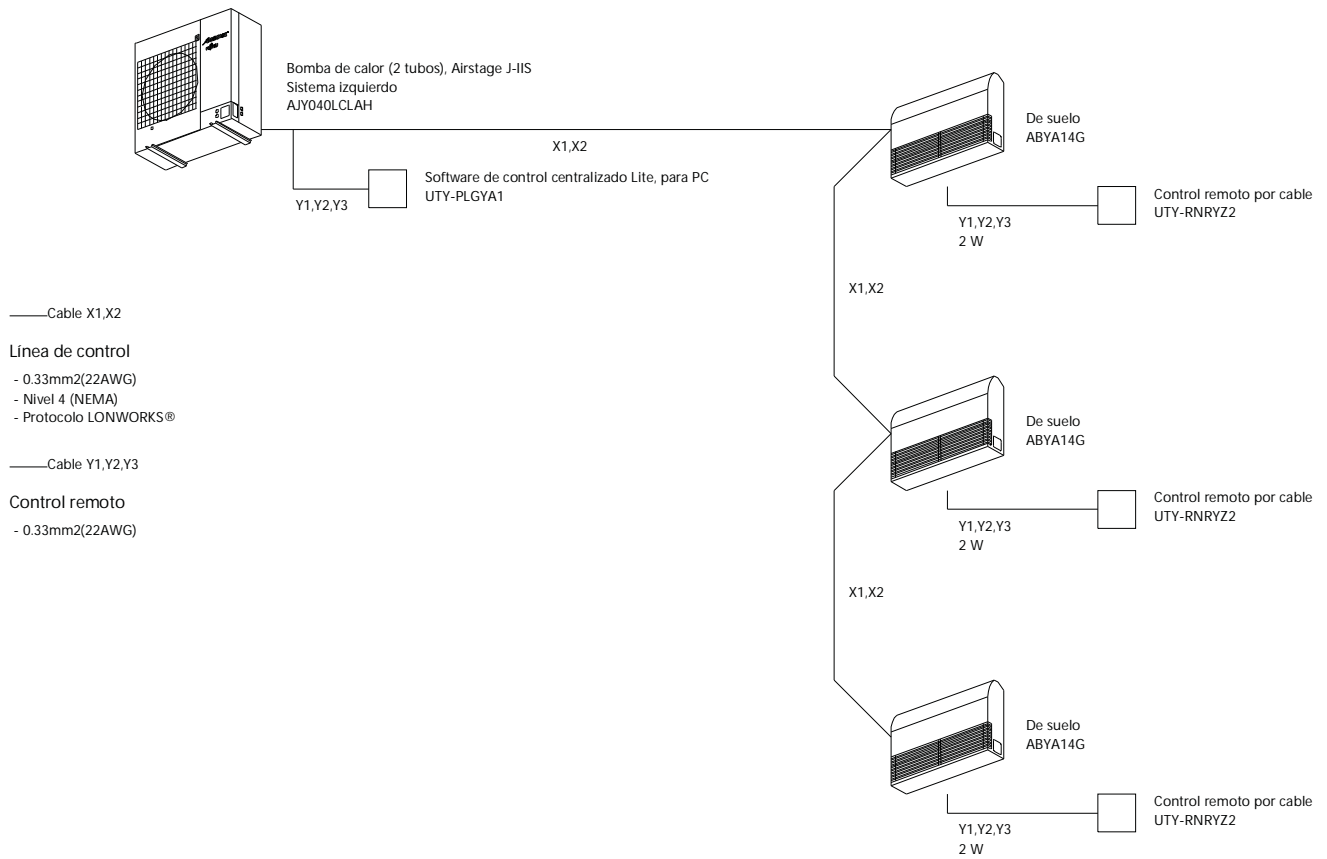 AIRSTAGE
FUJITSU
Bomba de calor (2 tubos), Airstage J-IIS
Sistema izquierdo
AJY040LCLAH
X1,X2
Y1,Y2,Y3
Software de control centralizado Lite, para PC
UTY-PLGYA1
De suelo
ABYA14G
Y1,Y2,Y3
2 W
Control remoto por cable
UTY-RNRYZ2
X1,X2
Cable X1,X2
Línea de control
- 0.33mm2(22AWG)
- Nivel 4 (NEMA)
- Protocolo LONWORKS®
Cable Y1,Y2,Y3
Control remoto
- 0.33mm2(22AWG)
De suelo
ABYA14G
Y1,Y2,Y3
2 W
Control remoto por cable
UTY-RNRYZ2
X1,X2
De suelo
ABYA14G
Y1,Y2,Y3
2 W
Control remoto por cable
UTY-RNRYZ2